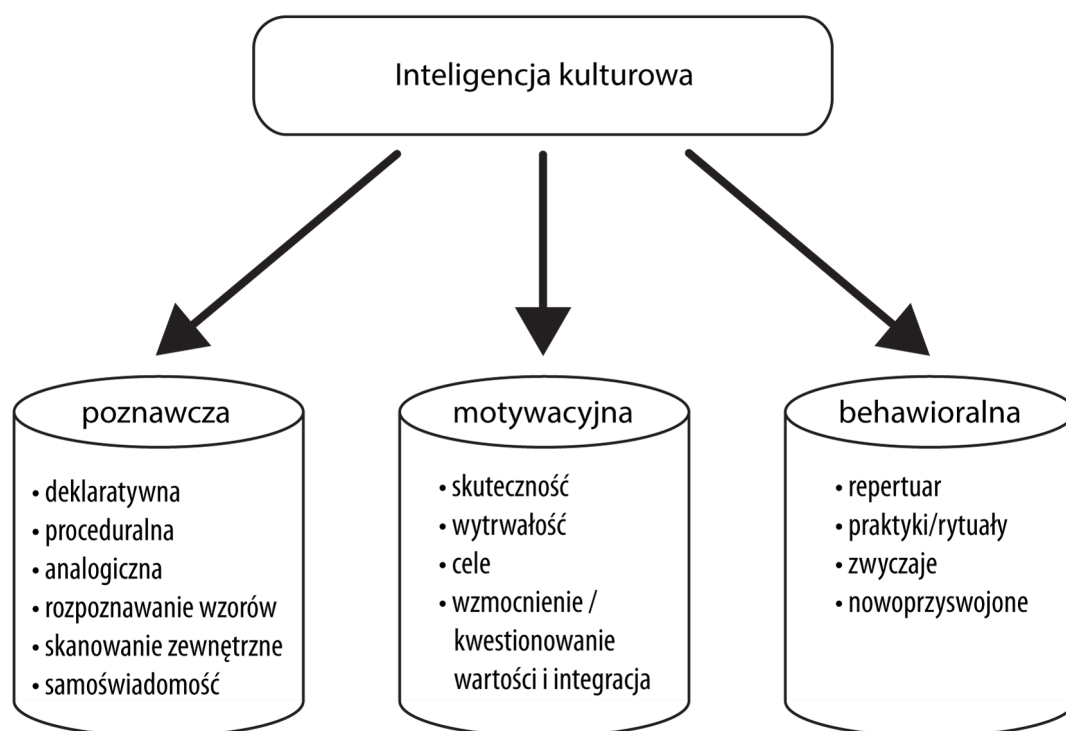 Inteligencja kulturowa
poznawcza
• deklaratywna
• proceduralna
• analogiczna
• rozpoznawanie wzorów
• skanowanie zewnętrzne
• samoświadomość
motywacyjna
• skuteczność
• wytrwałość
• cele
• wzmocnienie /
kwestionowanie
wartości i integracja
behawioralna
• repertuar
• praktyki/rytuały
• zwyczaje
• nowoprzyswojone